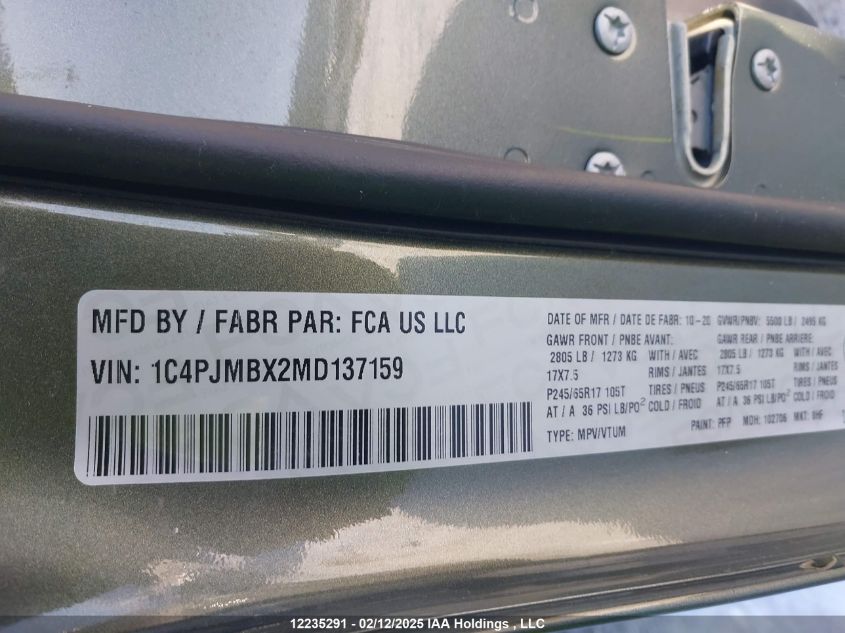 MFD BY / FABR PAR: FCA US LLC
VIN: 1C4PJMBX2MD137159
DATE OF MFR / DATE DE FABR: 10-20 GVWR/PNBV: 5500 LB / 2495 KG
GAWR FRONT / PNBE AVANT: GAWR REAR / PNBE ARRIERE:
2805 LB / 1273 KG WITH / AVEC 2805 LB / 1273 KG WITH / AVEC
17X7.5 RIMS / JANTES 17X7.5 RIMS / JANTES
P245/65R17 105T TIRES / PNEUS P245/65R17 105T TIRES / PNEUS
AT / A 36 PSI LB/PO² COLD / FROID AT / A 36 PSI LB/PO² COLD / FROID
TYPE: MPV/VTUM PAINT: PFP MDH: 102706 MKT: BHF
12235291 - 02/12/2025 IAA Holdings , LLC